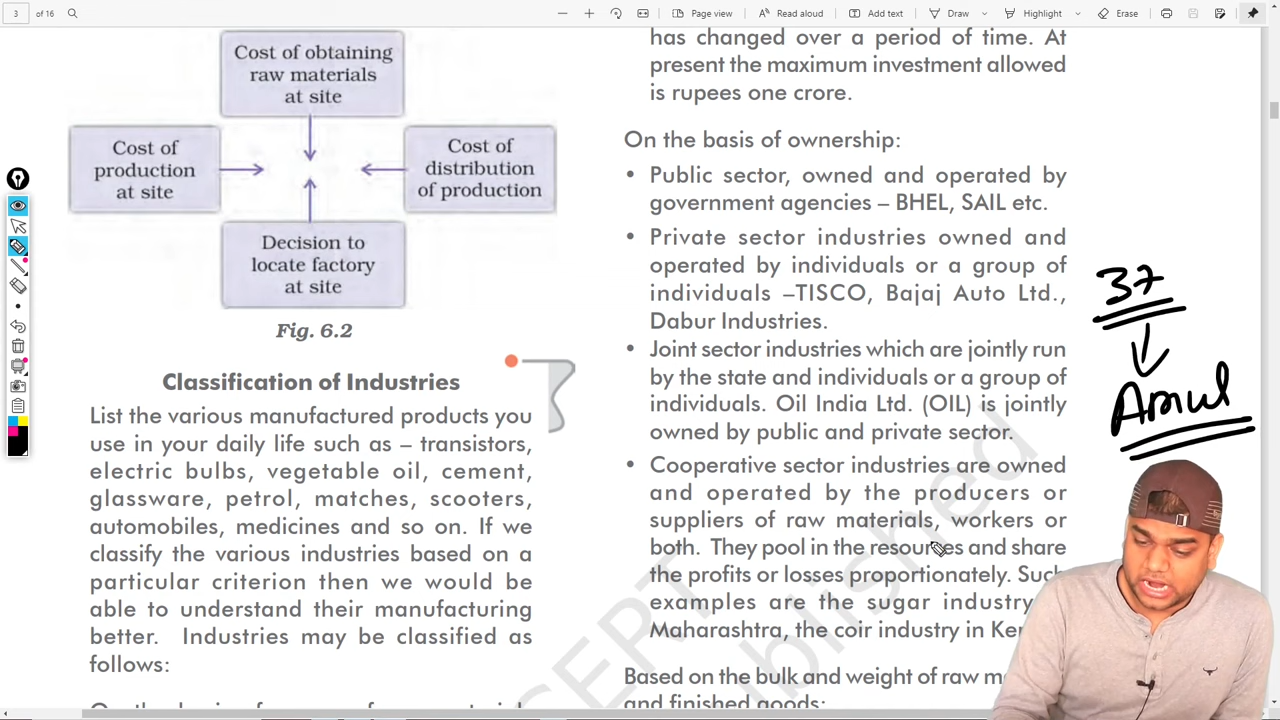 3
of 16
Page view
Read aloud
Add text
Draw
Highlight
Erase
Cost of obtaining
raw materials
at site
Cost of
production
at site
Cost of
distribution
of production
Decision to
locate factory
at site
Fig. 6.2
Classification of Industries
List the various manufactured products you
use in your daily life such as – transistors,
electric bulbs, vegetable oil, cement,
glassware, petrol, matches, scooters,
automobiles, medicines and so on. If we
classify the various industries based on a
particular criterion then we would be
able to understand their manufacturing
better. Industries may be classified as
follows:
has changed over a period of time. At
present the maximum investment allowed
is rupees one crore.
On the basis of ownership:
• Public sector, owned and operated by
government agencies – BHEL, SAIL etc.
• Private sector industries owned and
operated by individuals or a group of
individuals –TISCO, Bajaj Auto Ltd.,
Dabur Industries.
• Joint sector industries which are jointly run
by the state and individuals or a group of
individuals. Oil India Ltd. (OIL) is jointly
owned by public and private sector.
• Cooperative sector industries are owned
and operated by the producers or
suppliers of raw materials, workers or
both. They pool in the resources and share
the profits or losses proportionately. Such
examples are the sugar industry
Maharashtra, the coir industry in
Based on the bulk and weight of raw
and finished goods:
37
Amul